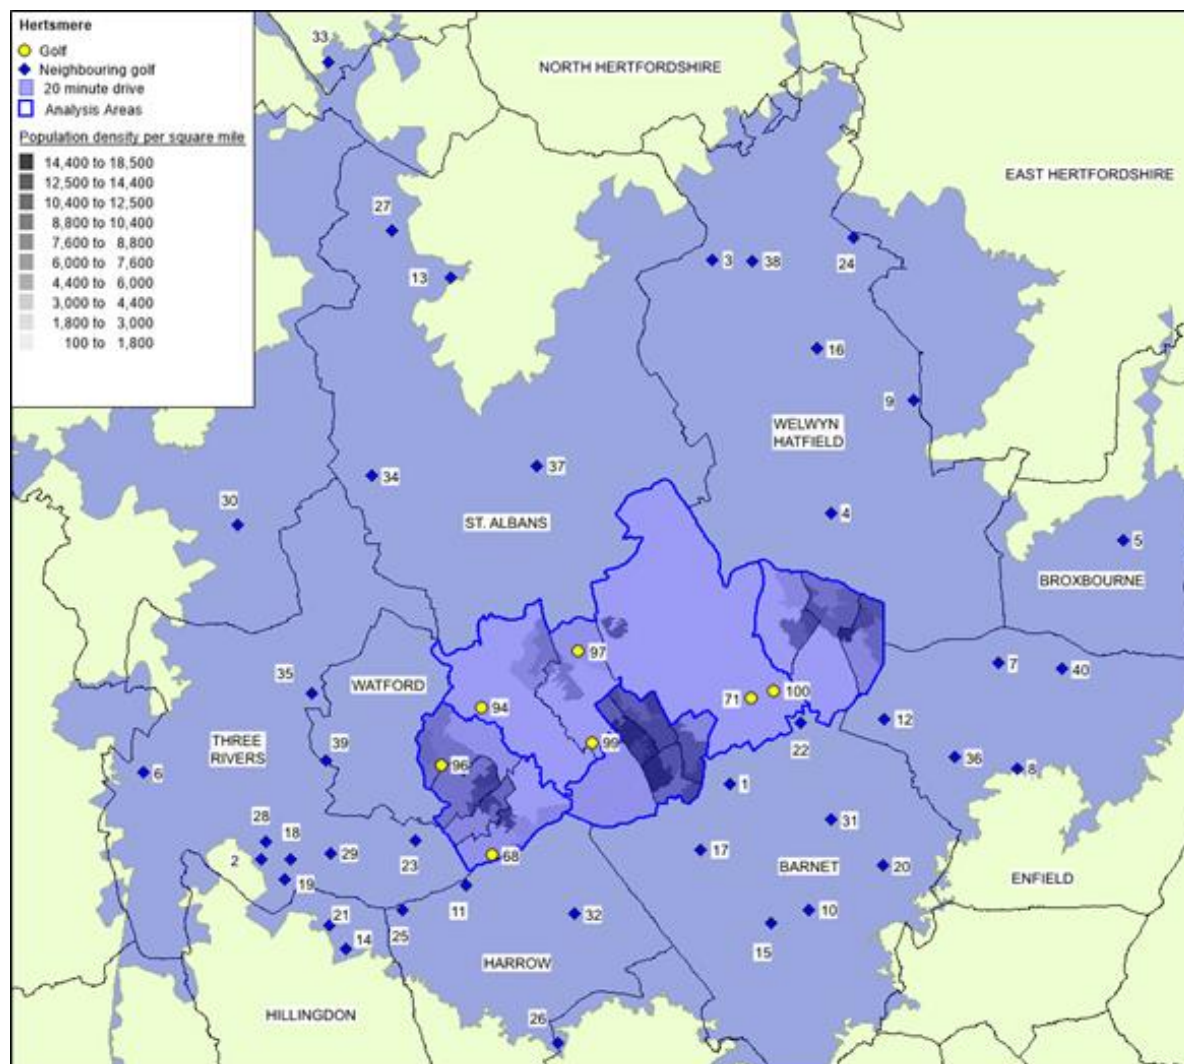 Hertsmere
Golf
Neighbouring golf
20 minute drive
Analysis Areas
Population density per square mile
14,400 to 18,500
12,500 to 14,400
10,400 to 12,500
8,800 to 10,400
7,600 to 8,800
6,000 to 7,600
4,400 to 6,000
3,000 to 4,400
1,800 to 3,000
100 to 1,800
33
NORTH HERTFORDSHIRE
EAST HERTFORDSHIRE
27
3
38
24
13
16
9
WELWYN
HATFIELD
37
34
30
ST. ALBANS
4
5
BROXBOURNE
97
7
40
35
WATFORD
71
100
94
12
22
THREE
RIVERS
99
39
96
36
8
6
1
31
28
18
29
23
68
17
2
BARNET
20
19
ENFIELD
11
32
10
21
14
25
15
HARROW
HILLINGDON
26